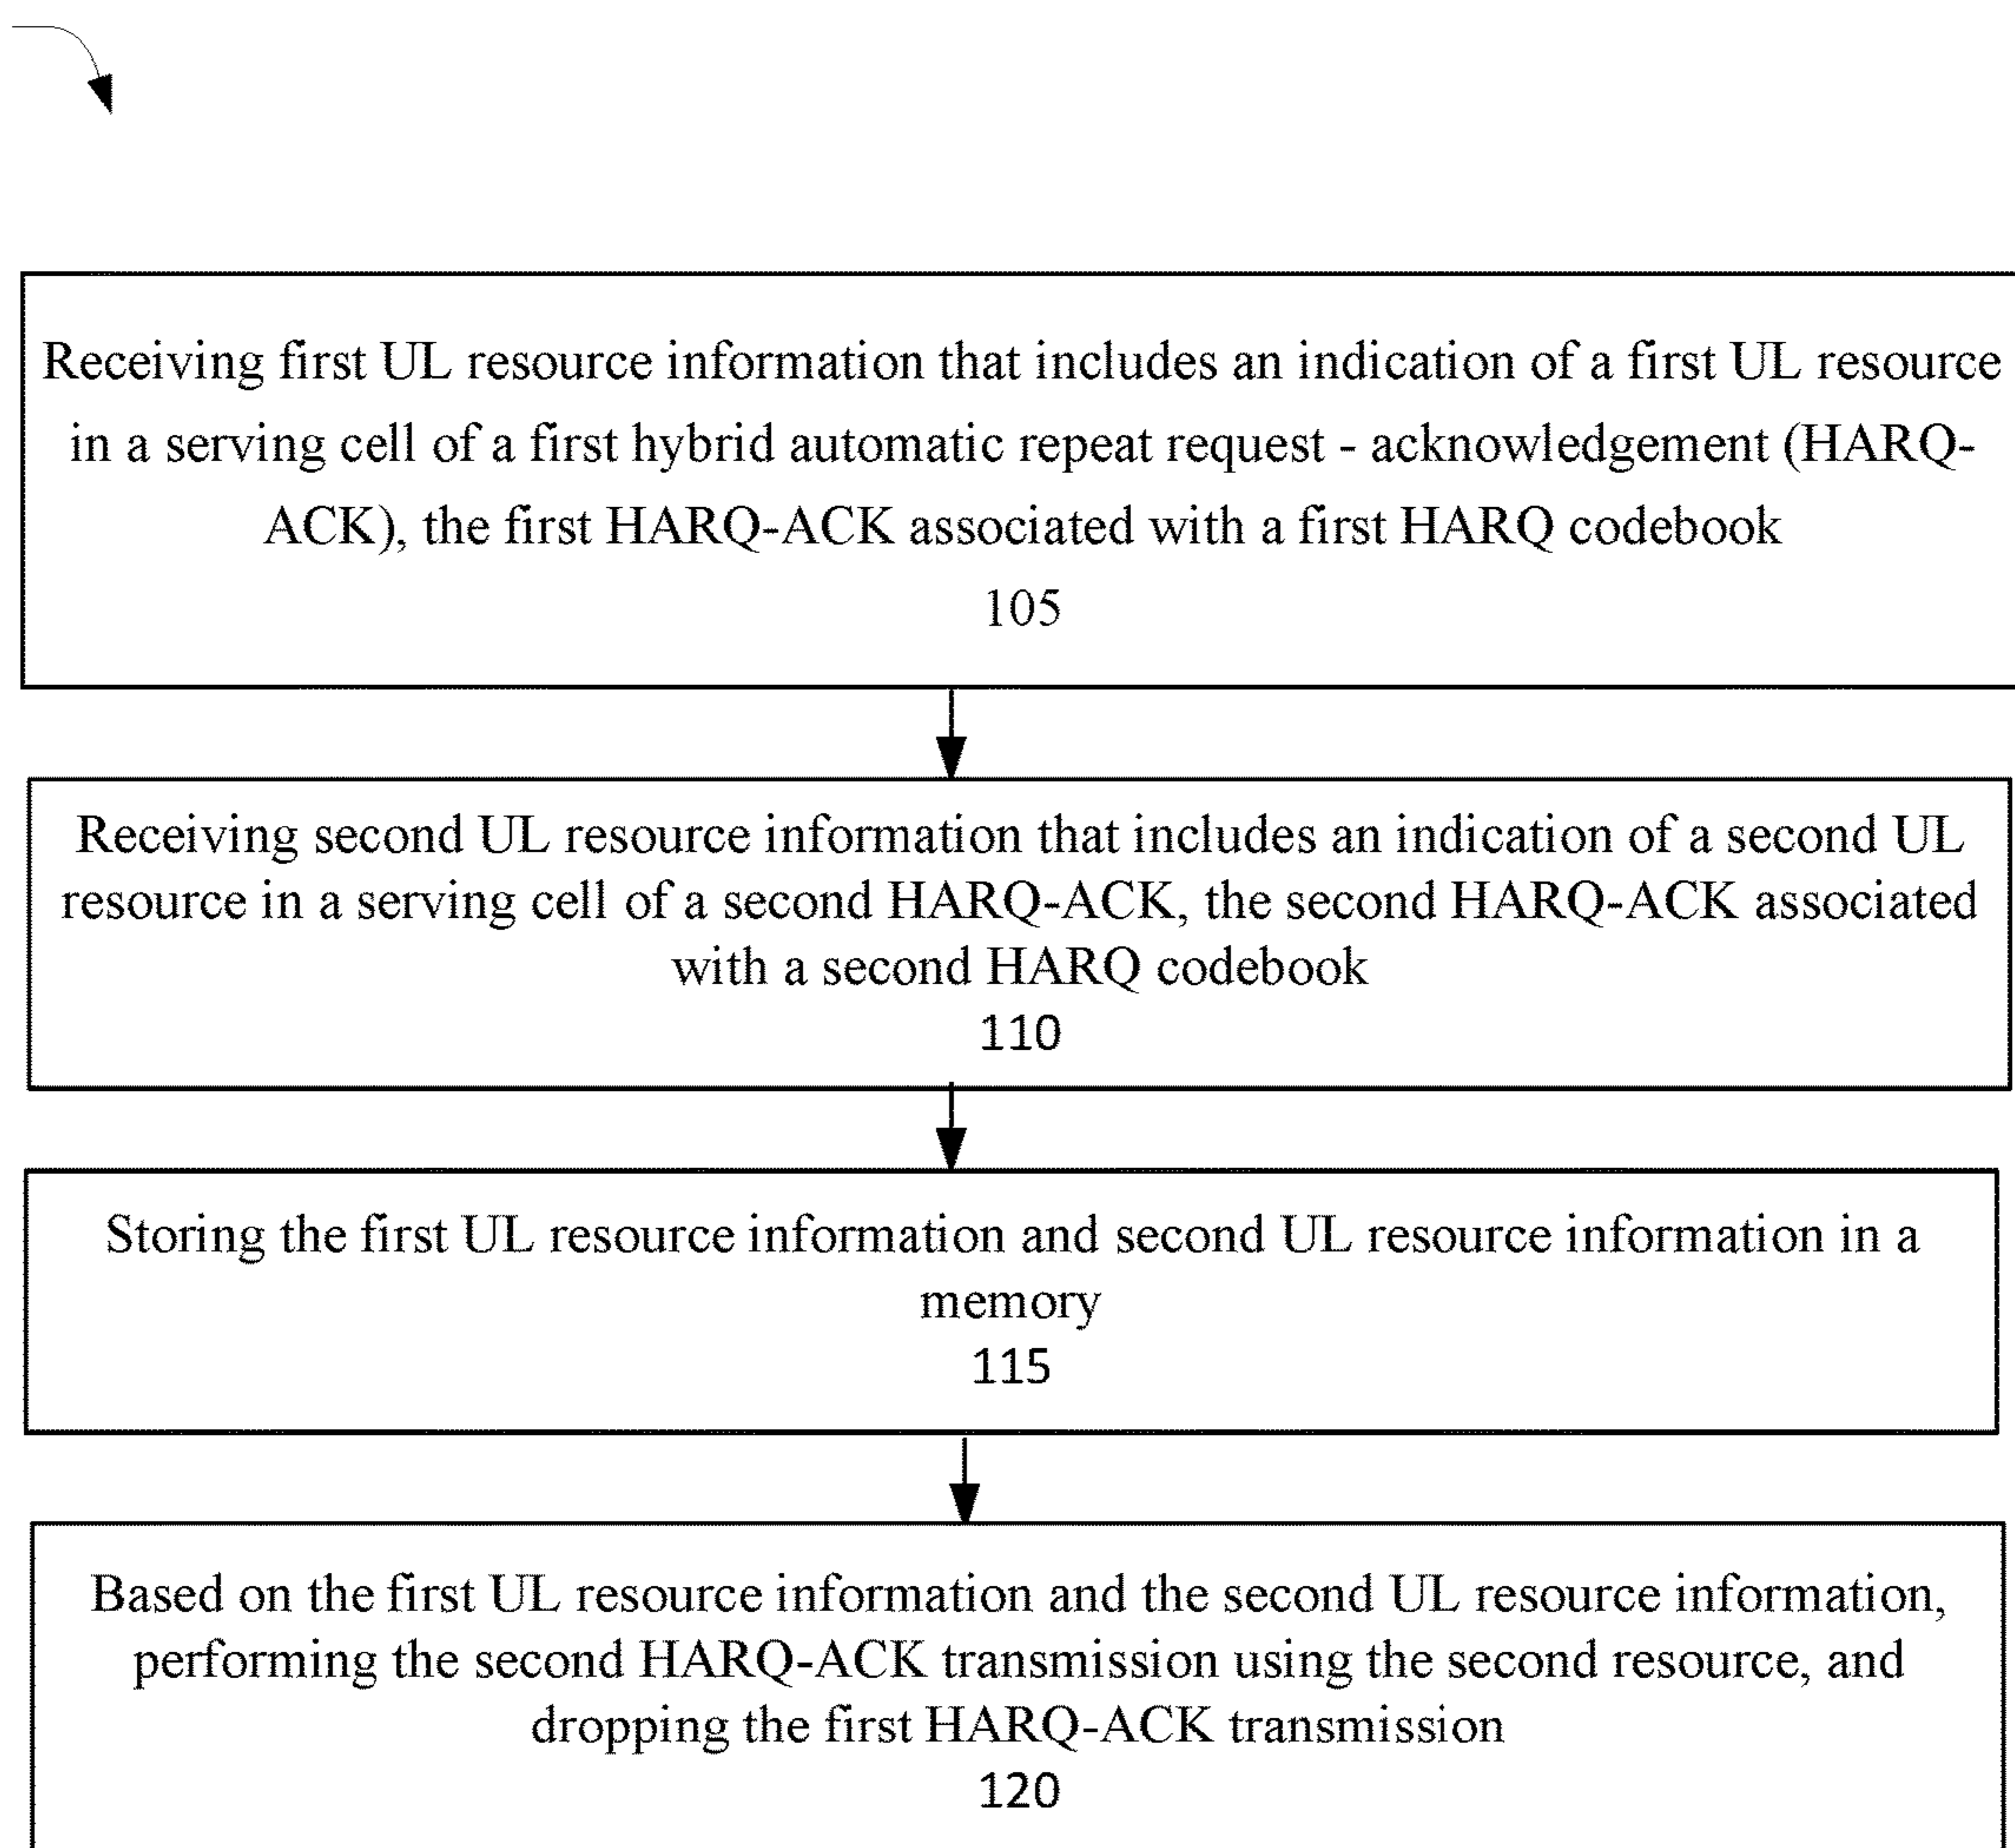 Receiving first UL resource information that includes an indication of a first UL resource
in a serving cell of a first hybrid automatic repeat request - acknowledgement (HARQ-
ACK), the first HARQ-ACK associated with a first HARQ codebook
105
Receiving second UL resource information that includes an indication of a second UL
resource in a serving cell of a second HARQ-ACK, the second HARQ-ACK associated
with a second HARQ codebook
110
Storing the first UL resource information and second UL resource information in a
memory
115
Based on the first UL resource information and the second UL resource information,
performing the second HARQ-ACK transmission using the second resource, and
dropping the first HARQ-ACK transmission
120